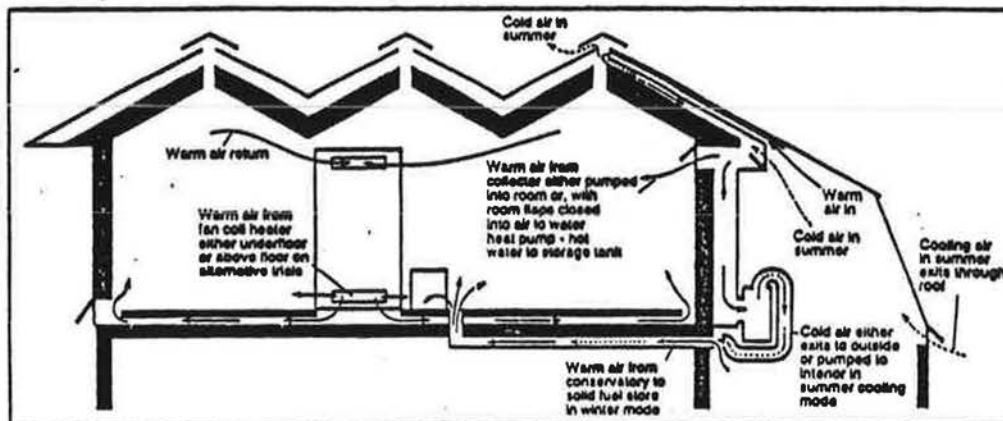 Cold air in
summer
Warm air return
Warm air from
collector either pumped
into room or, with
room flaps closed
into air to water
heat pump - hot
water to storage tank
Warm air from
fan coil heater
either underfloor
or above floor on
alternative trials
Warm
air in
Cold air in
summer
Cooling air
in summer
exits through
roof
Cold air either
exits to outside
or pumped to
interior in
summer cooling
mode
Warm air from
conservatory to
solid fuel store
in winter mode